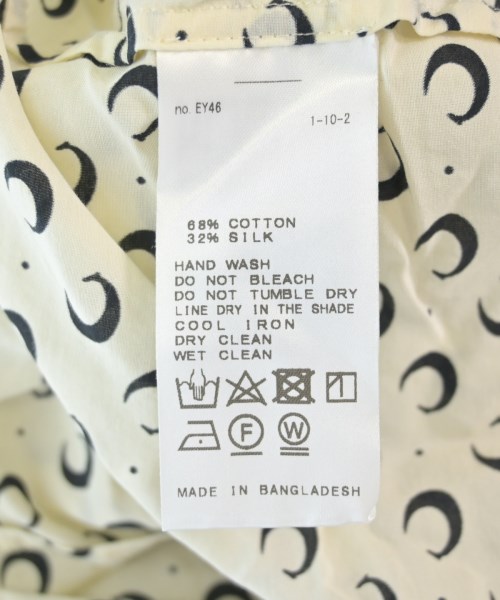 no. EY46
1-10-2
68% COTTON
32% SILK
HAND WASH
DO NOT BLEACH
DO NOT TUMBLE DRY
LINE DRY IN THE SHADE
COOL IRON
DRY CLEAN
WET CLEAN
F W
MADE IN BANGLADESH